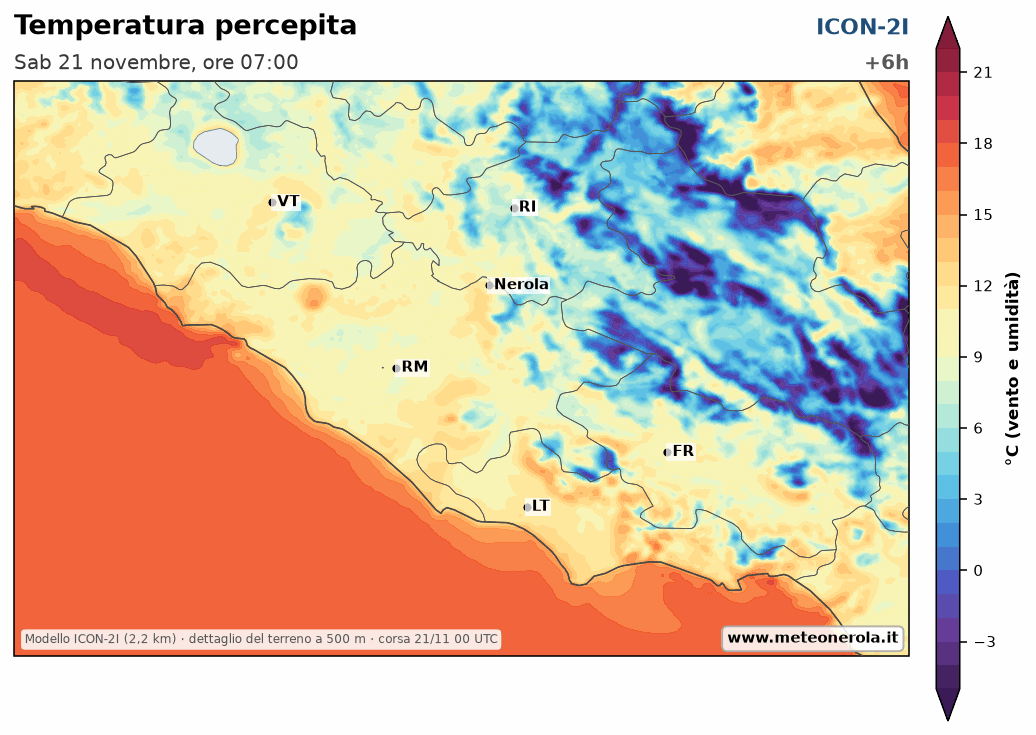 Temperatura percepita
ICON-2I
Sab 21 novembre, ore 07:00
+6h
VT
RI
Nerola
RM
FR
LT
21
18
15
12
9
6
3
0
−3
°C (vento e umidità)
Modello ICON-2I (2,2 km) · dettaglio del terreno a 500 m · corsa 21/11 00 UTC
www.meteonerola.it